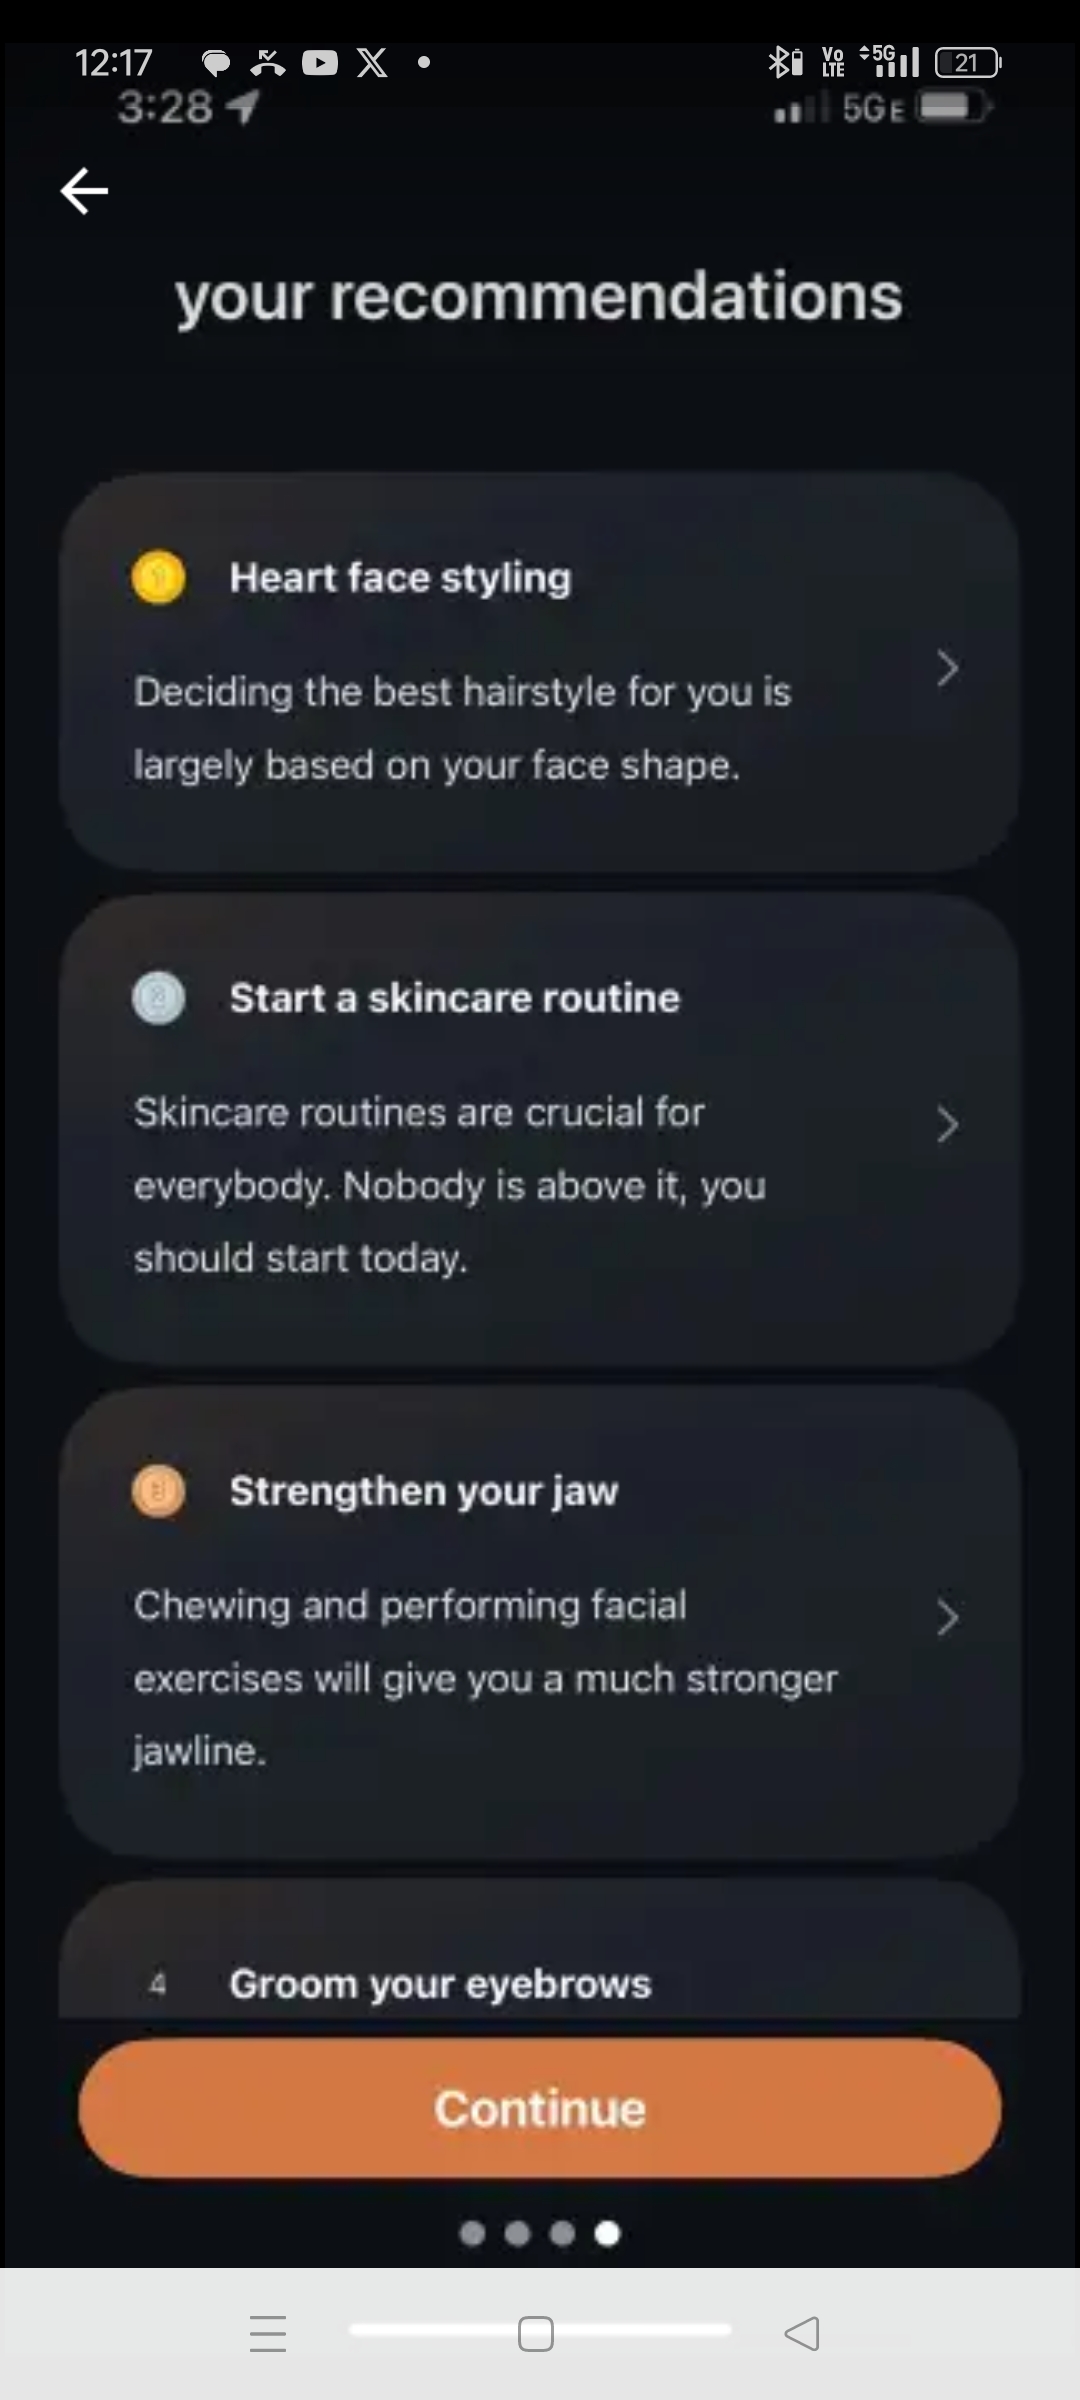 12:17
Vo LTE 5G 21
3:28 5GE
your recommendations
Heart face styling
Deciding the best hairstyle for you is
largely based on your face shape.
2 Start a skincare routine
Skincare routines are crucial for
everybody. Nobody is above it, you
should start today.
Strengthen your jaw
Chewing and performing facial
exercises will give you a much stronger
jawline.
4 Groom your eyebrows
Continue